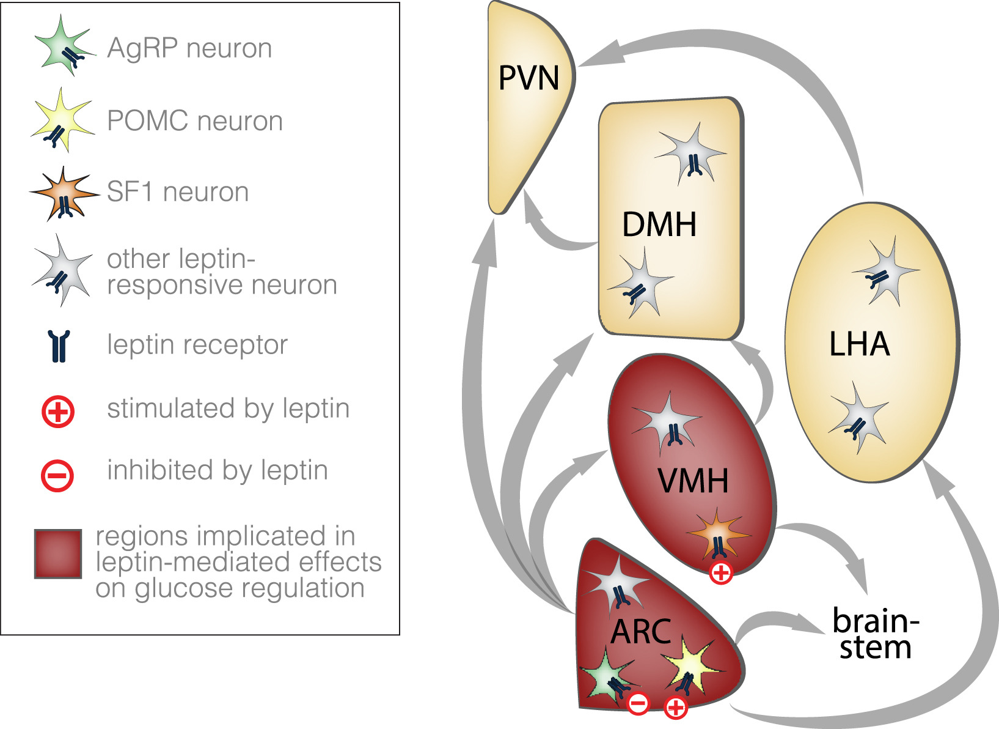 AgRP neuron
POMC neuron
SF1 neuron
other leptin-
responsive neuron
leptin receptor
stimulated by leptin
inhibited by leptin
regions implicated in
leptin-mediated effects
on glucose regulation
PVN
DMH
LHA
VMH
ARC
brain-
stem